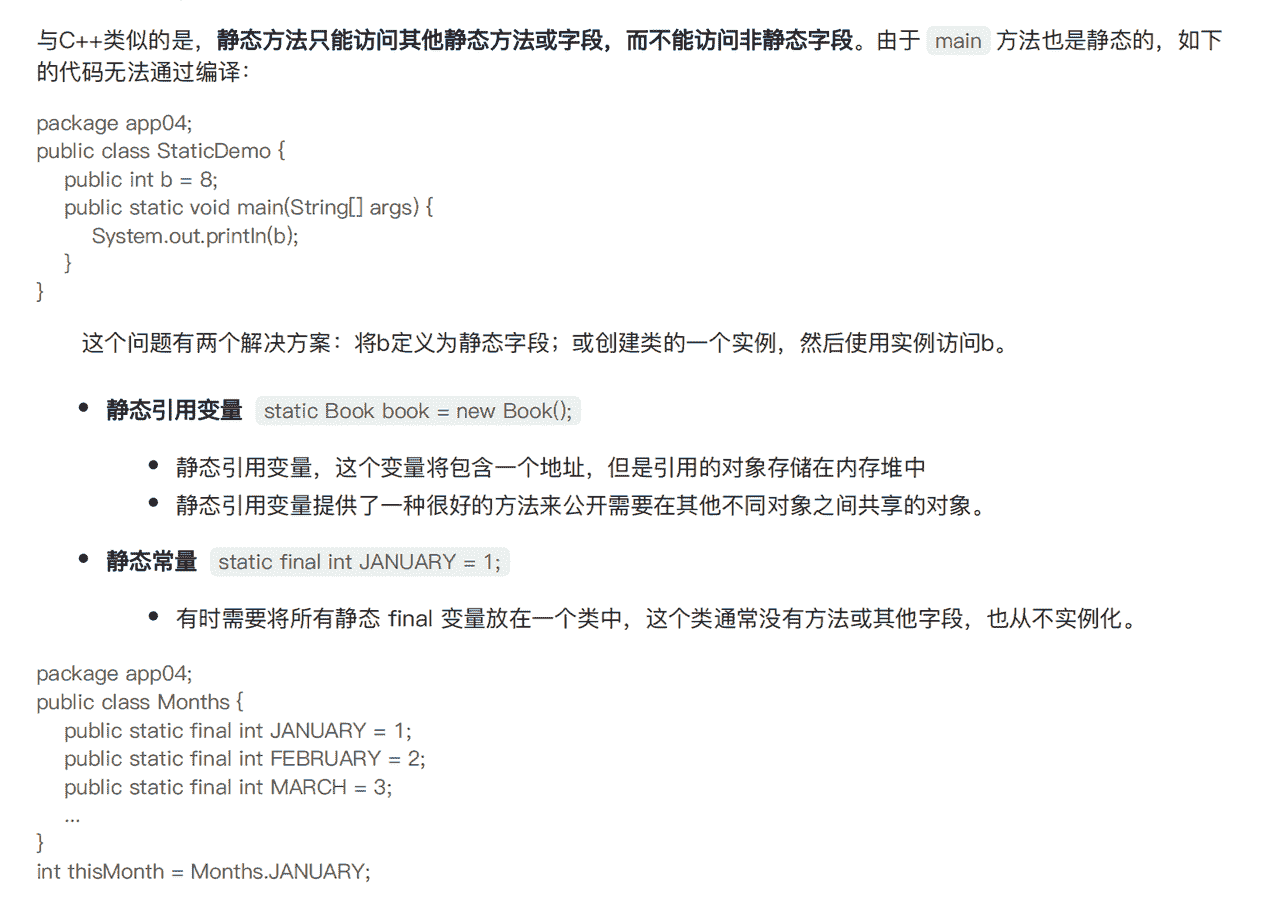 与C++类似的是，静态方法只能访问其他静态方法或字段，而不能访问非静态字段。由于 main 方法也是静态的，如下
的代码无法通过编译：
package app04;
public class StaticDemo {
public int b = 8;
public static void main(String[] args) {
System.out.println(b);
}
}
这个问题有两个解决方案：将b定义为静态字段；或创建类的一个实例，然后使用实例访问b。
• 静态引用变量 static Book book = new Book();
• 静态引用变量，这个变量将包含一个地址，但是引用的对象存储在内存堆中
• 静态引用变量提供了一种很好的方法来公开需要在其他不同对象之间共享的对象。
• 静态常量 static final int JANUARY = 1;
• 有时需要将所有静态 final 变量放在一个类中，这个类通常没有方法或其他字段，也从不实例化。
package app04;
public class Months {
public static final int JANUARY = 1;
public static final int FEBRUARY = 2;
public static final int MARCH = 3;
...
}
int thisMonth = Months.JANUARY;